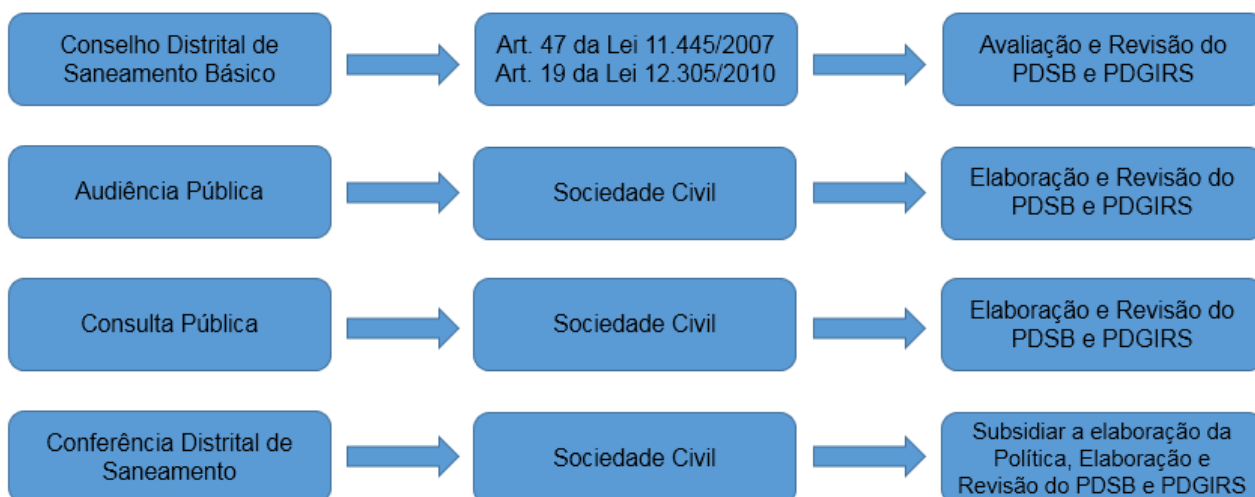 Conselho Distrital de
Saneamento Básico
Art. 47 da Lei 11.445/2007
Art. 19 da Lei 12.305/2010
Avaliação e Revisão do
PDSB e PDGIRS
Audiência Pública
Sociedade Civil
Elaboração e Revisão do
PDSB e PDGIRS
Consulta Pública
Sociedade Civil
Elaboração e Revisão do
PDSB e PDGIRS
Conferência Distrital de
Saneamento
Sociedade Civil
Subsidiar a elaboração da
Política, Elaboração e
Revisão do PDSB e PDGIRS